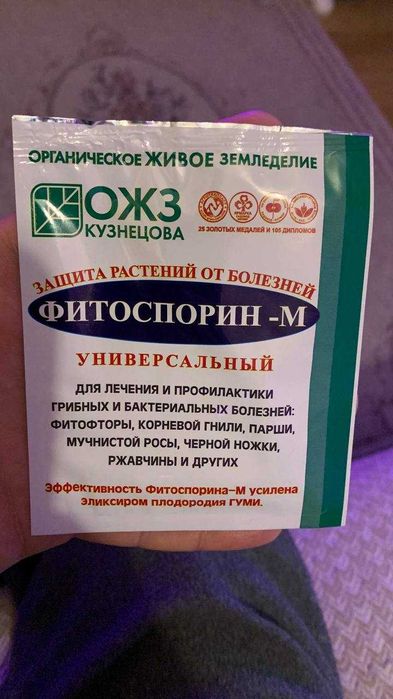 ОРГАНИЧЕСКОЕ ЖИВОЕ ЗЕМЛЕДЕЛИЕ
ОЖЗ
КУЗНЕЦОВА
25 ЗОЛОТЫХ МЕДАЛЕЙ И 105 ДИПЛОМОВ
ЗАЩИТА РАСТЕНИЙ ОТ БОЛЕЗНЕЙ
ФИТОСПОРИН -М
УНИВЕРСАЛЬНЫЙ
ДЛЯ ЛЕЧЕНИЯ И ПРОФИЛАКТИКИ
ГРИБНЫХ И БАКТЕРИАЛЬНЫХ БОЛЕЗНЕЙ:
ФИТОФТОРЫ, КОРНЕВОЙ ГНИЛИ, ПАРШИ,
МУЧНИСТОЙ РОСЫ, ЧЕРНОЙ НОЖКИ,
РЖАВЧИНЫ И ДРУГИХ
Эффективность Фитоспорина-М усилена
эликсиром плодородия ГУМИ.